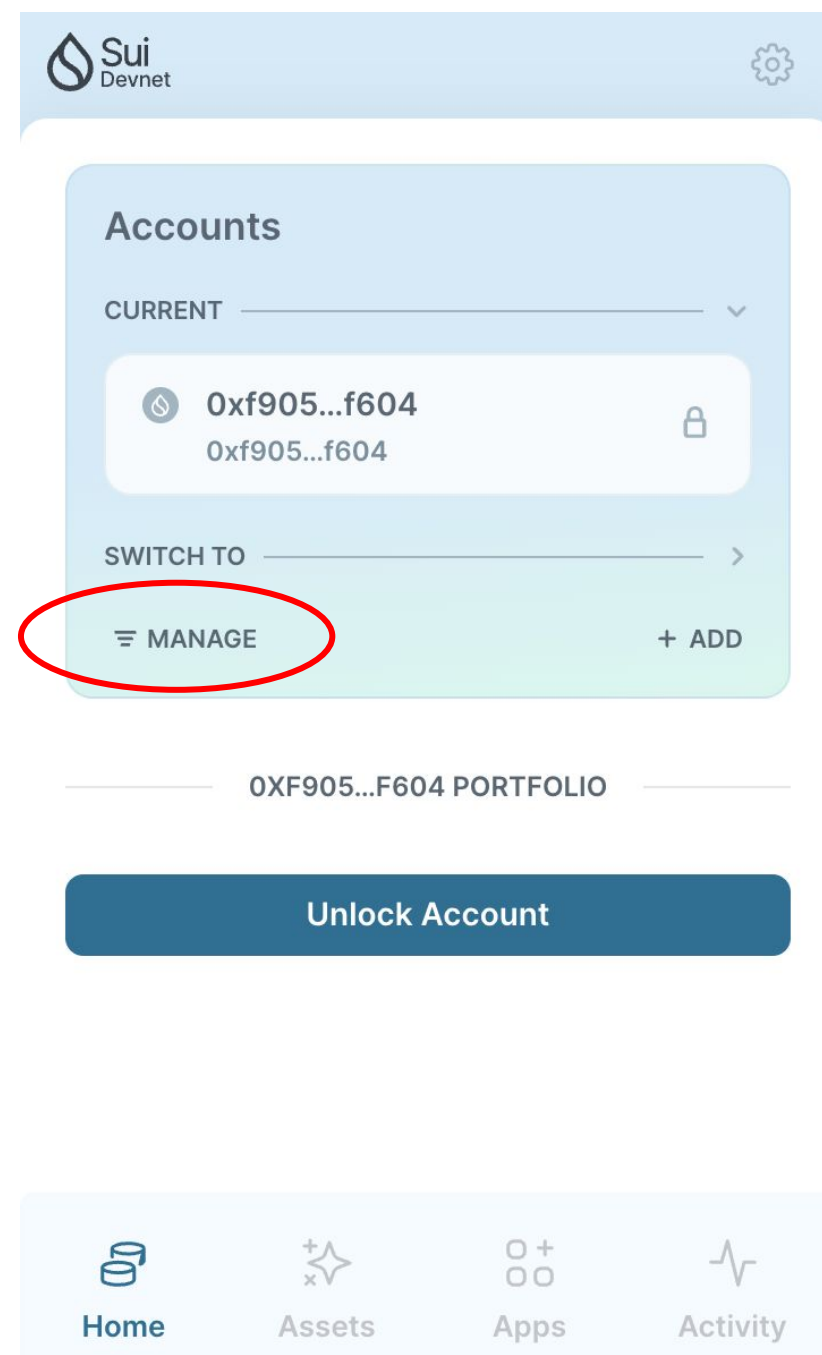 Sui
Devnet
Accounts
CURRENT
0xf905...f604
0xf905...f604
SWITCH TO
MANAGE
+ ADD
0XF905...F604 PORTFOLIO
Unlock Account
Home
Assets
Apps
Activity